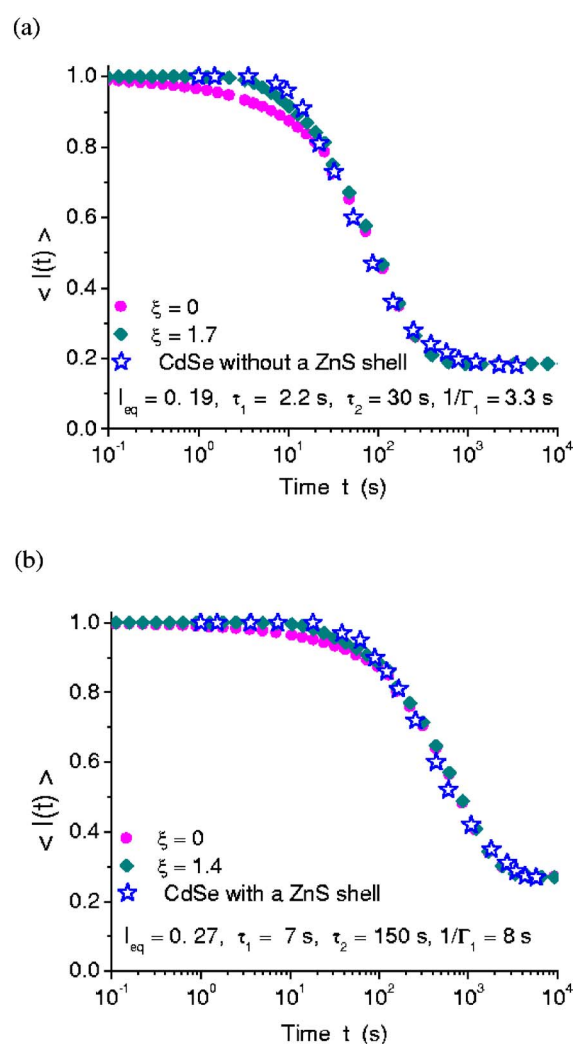 (a)
1.0
0.8
0.6
0.4
0.2
0.0
< I(t) >
ξ = 0
ξ = 1.7
CdSe without a ZnS shell
I_eq = 0. 19, τ_1 = 2.2 s, τ_2 = 30 s, 1/Γ_1 = 3.3 s
10^-1 10^0 10^1 10^2 10^3 10^4
Time t (s)
(b)
1.0
0.8
0.6
0.4
0.2
0.0
< I(t) >
ξ = 0
ξ = 1.4
CdSe with a ZnS shell
I_eq = 0. 27, τ_1 = 7 s, τ_2 = 150 s, 1/Γ_1 = 8 s
10^-1 10^0 10^1 10^2 10^3 10^4
Time t (s)